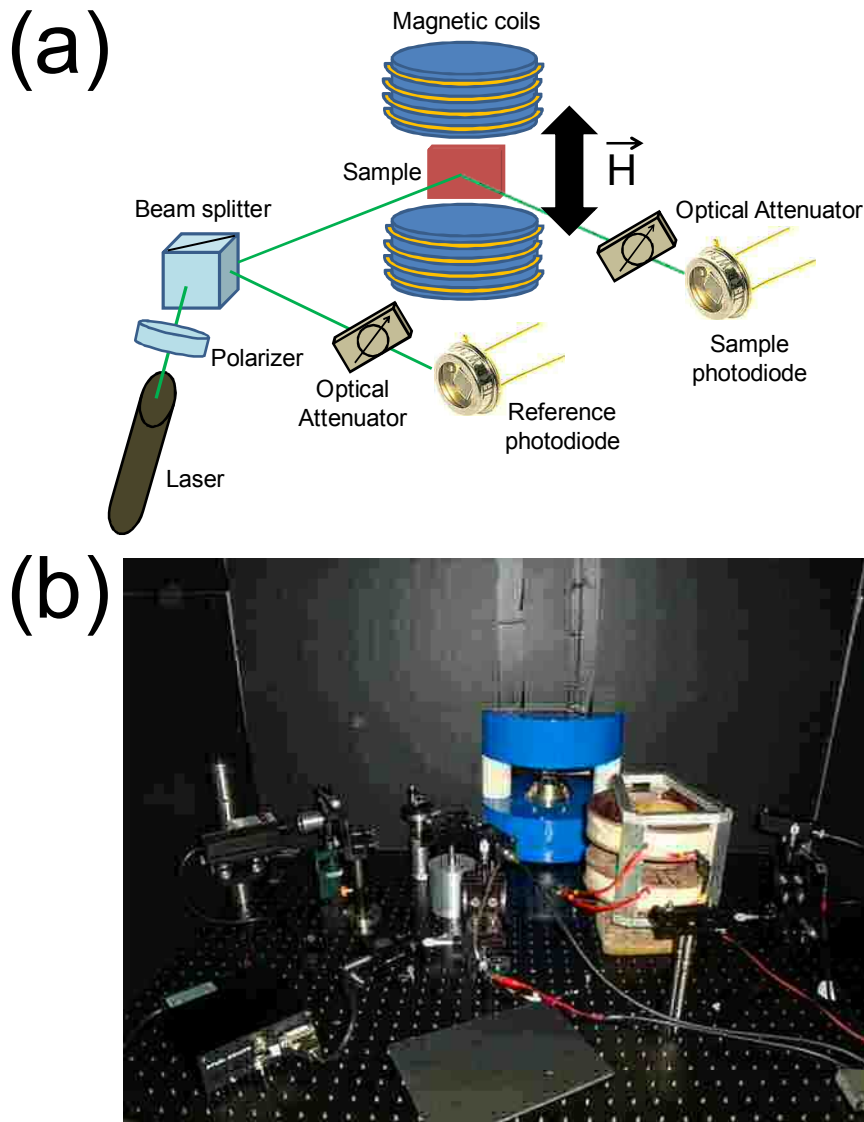 (a)
Magnetic coils
Sample
H
Beam splitter
Optical Attenuator
Polarizer
Optical
Attenuator
Sample
photodiode
Reference
photodiode
Laser
(b)